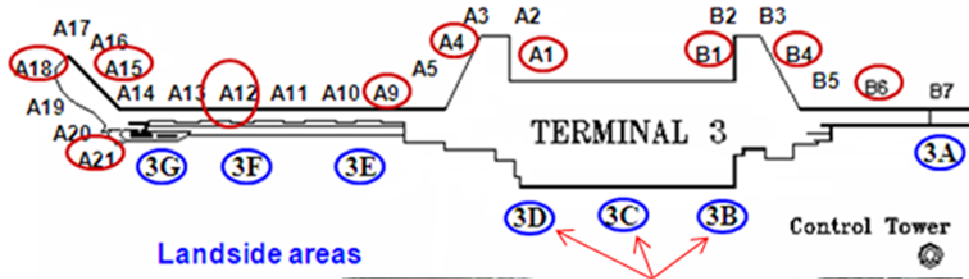 A3 A2 B2 B3
A17 A16 A4 A1 B1 B4
A18 A15 A5 B5 B6
A14 A13 A12 A11 A10 A9 B7
A19
A20 TERMINAL 3
A21 3G 3F 3E 3A
3D 3C 3B Control Tower
Landside areas